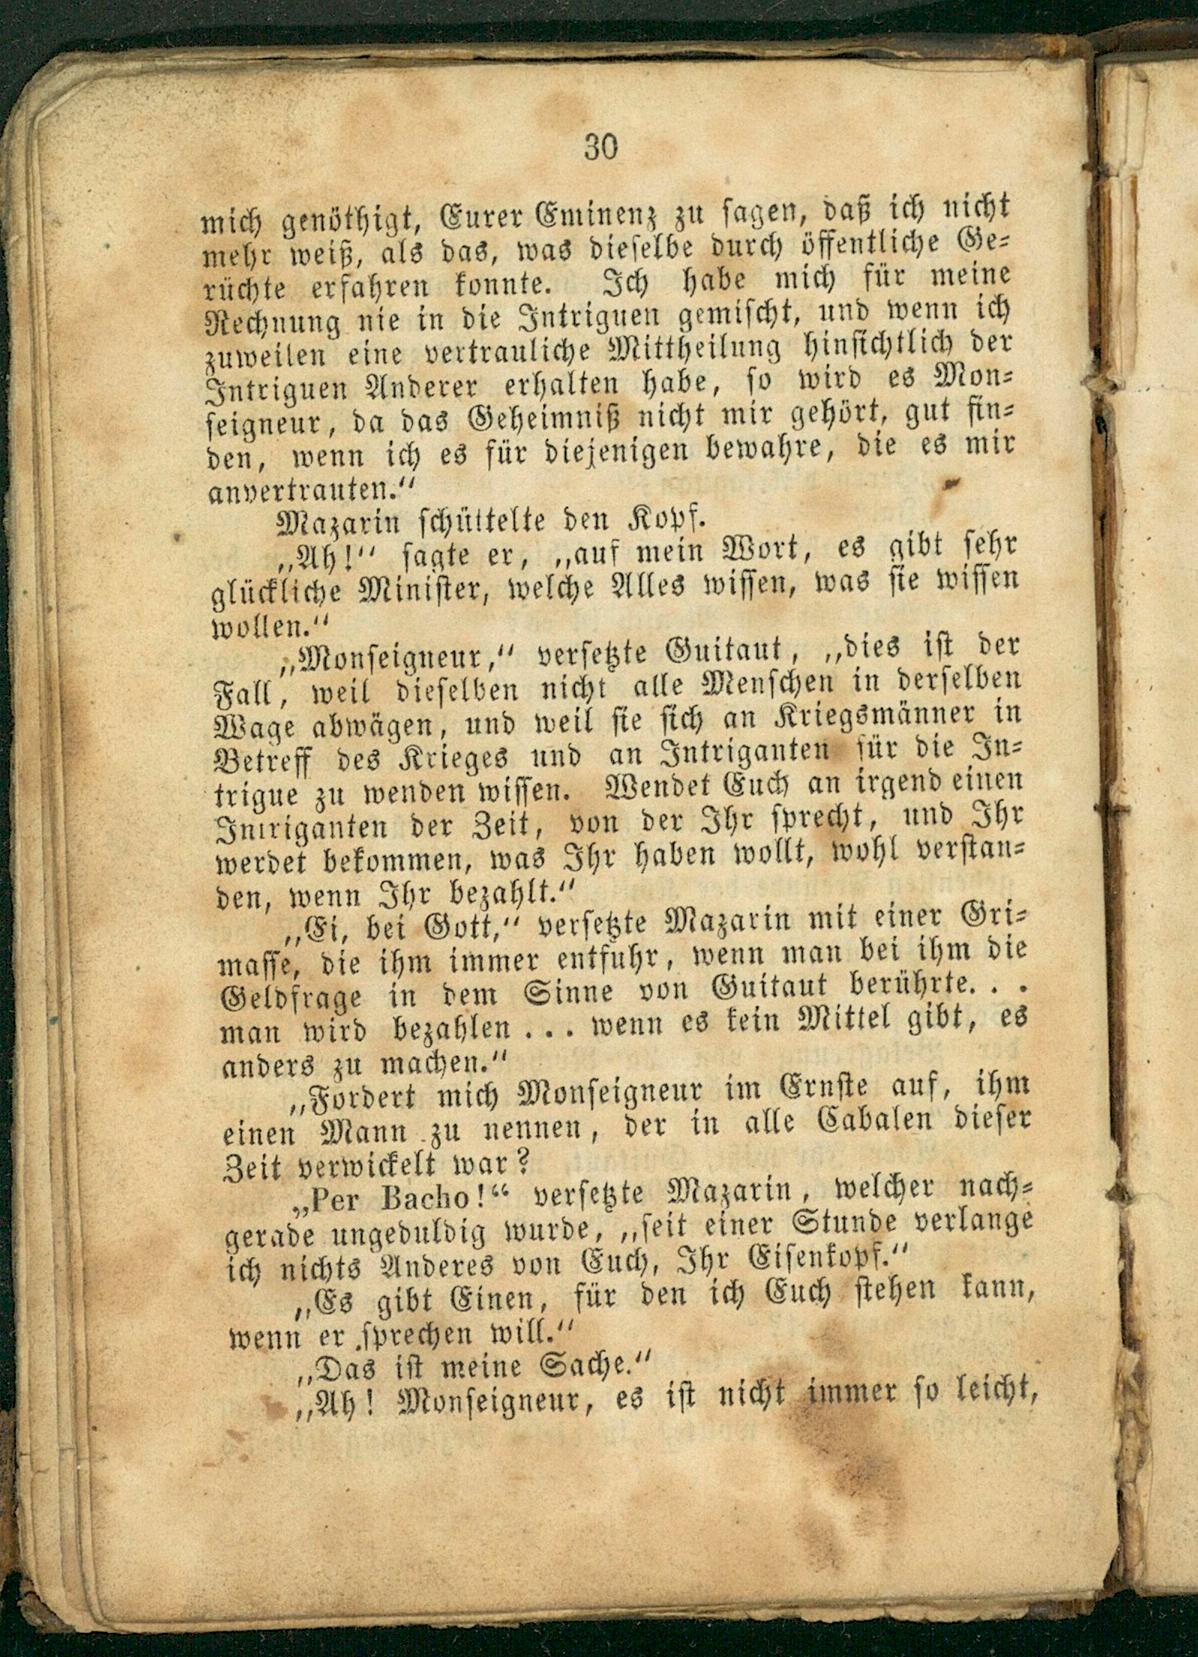 30
mich genöthigt, Eurer Eminenz zu sagen, daß ich nicht
mehr weiß, als das, was dieselbe durch öffentliche Ge-
rüchte erfahren konnte. Ich habe mich für meine
Rechnung nie in die Intriguen gemischt, und wenn ich
zuweilen eine vertrauliche Mittheilung hinsichtlich der
Intriguen Anderer erhalten habe, so wird es Mon-
seigneur, da das Geheimniß nicht mir gehört, gut fin-
den, wenn ich es für diejenigen bewahre, die es mir
anvertrauten.“
Mazarin schüttelte den Kopf.
„Ah!“ sagte er, „auf mein Wort, es gibt sehr
glückliche Minister, welche Alles wissen, was sie wissen
wollen.“
„Monseigneur,“ versetzte Guitaut, „dies ist der
Fall, weil dieselben nicht alle Menschen in derselben
Wage abwägen, und weil sie sich an Kriegsmänner in
Betreff des Krieges und an Intriganten für die In-
trigue zu wenden wissen. Wendet Euch an irgend einen
Intriganten der Zeit, von der Ihr sprecht, und Ihr
werdet bekommen, was Ihr haben wollt, wohl verstan-
den, wenn Ihr bezahlt.“
„Ei, bei Gott,“ versetzte Mazarin mit einer Gri-
masse, die ihm immer entfuhr, wenn man bei ihm die
Geldfrage in dem Sinne von Guitaut berührte. . .
man wird bezahlen . . . wenn es kein Mittel gibt, es
anders zu machen.“
„Fordert mich Monseigneur im Ernste auf, ihm
einen Mann zu nennen, der in alle Cabalen dieser
Zeit verwickelt war?
„Per Bacho!“ versetzte Mazarin, welcher nach-
gerade ungeduldig wurde, „seit einer Stunde verlange
ich nichts Anderes von Euch, Ihr Eisenkopf.“
„Es gibt Einen, für den ich Euch stehen kann,
wenn er sprechen will.“
„Das ist meine Sache.“
„Ah! Monseigneur, es ist nicht immer so leicht,